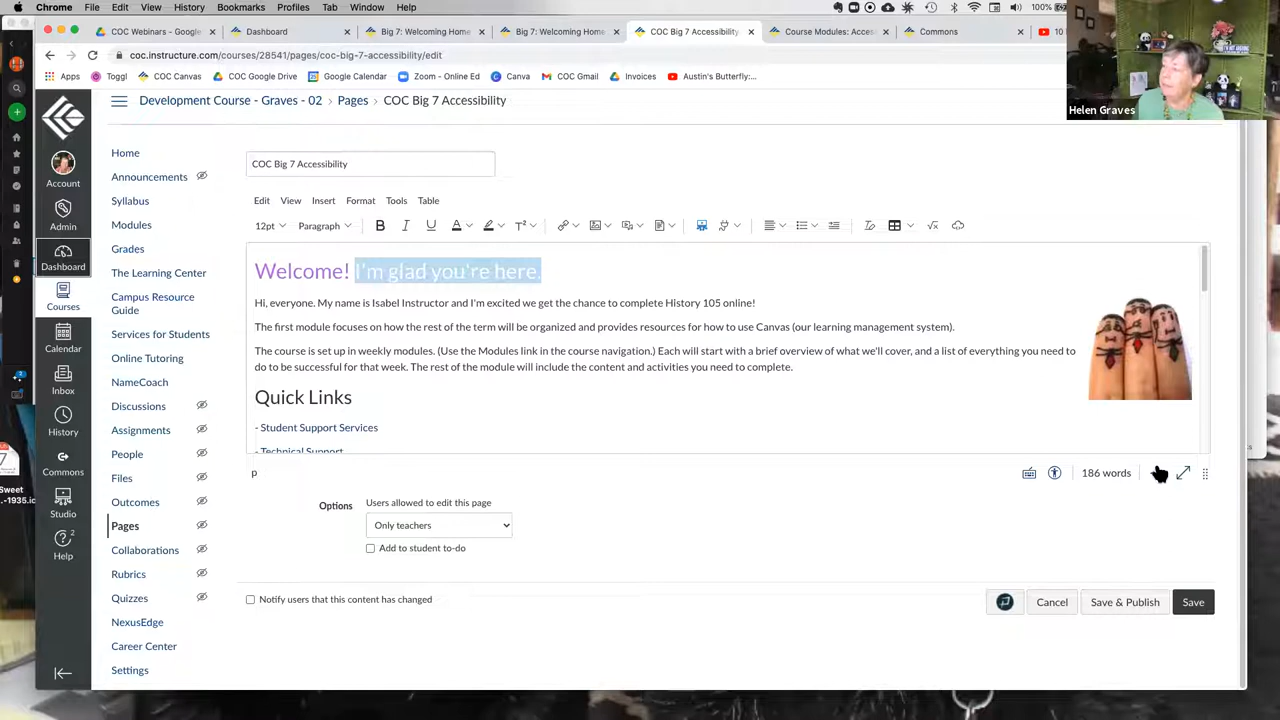 Chrome File Edit View History Bookmarks Profiles Tab Window Help 100%
COC Webinars - Google Dashboard Big 7: Welcoming Home Big 7: Welcoming Home COC Big 7 Accessibility Course Modules: Acces Commons 10
coc.instructure.com/courses/28541/pages/coc-big-7-accessibility/edit
Apps Toggl COC Canvas COC Google Drive Google Calendar Zoom - Online Ed Canva COC Gmail Invoices Austin's Butterfly:...
Helen Graves
Development Course - Graves - 02 › Pages › COC Big 7 Accessibility
Account
Admin
Dashboard
Courses
Calendar
Inbox
History
Commons
Studio
2
Help
Home
Announcements
Syllabus
Modules
Grades
The Learning Center
Campus Resource
Guide
Services for Students
Online Tutoring
NameCoach
Discussions
Assignments
People
Files
Outcomes
Pages
Collaborations
Rubrics
Quizzes
NexusEdge
Career Center
Settings
COC Big 7 Accessibility
Edit View Insert Format Tools Table
12pt Paragraph B I U A T²
Welcome! I'm glad you're here.
Hi, everyone. My name is Isabel Instructor and I'm excited we get the chance to complete HIstory 105 online!
The first module focuses on how the rest of the term will be organized and provides resources for how to use Canvas (our learning management system).
The course is set up in weekly modules. (Use the Modules link in the course navigation.) Each will start with a brief overview of what we'll cover, and a list of everything you need to
do to be successful for that week. The rest of the module will include the content and activities you need to complete.
Quick Links
- Student Support Services
- Technical Support
p
186 words
Options Users allowed to edit this page
Only teachers
Add to student to-do
Notify users that this content has changed
Cancel Save & Publish Save
Sweet
-1935.ic